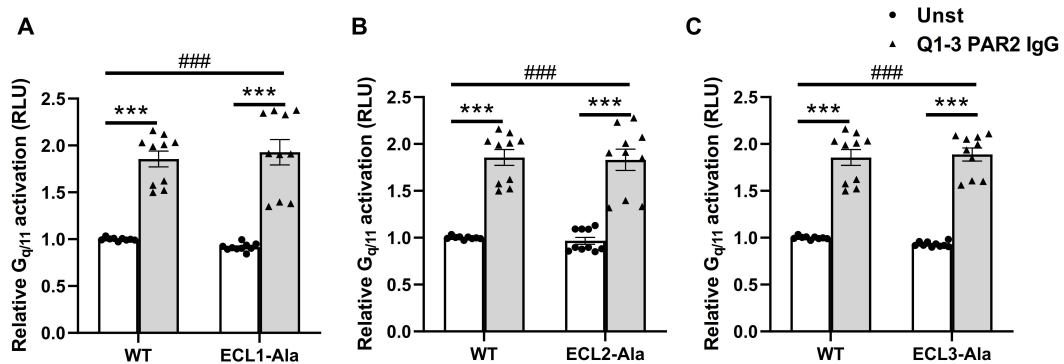 A
B
C
Unst
Q1-3 PAR2 IgG
###
***
***
Relative Gq/11 activation (RLU)
2.5
2.0
1.5
1.0
0.5
0.0
WT
ECL1-Ala
###
***
***
Relative Gq/11 activation (RLU)
2.5
2.0
1.5
1.0
0.5
0.0
WT
ECL2-Ala
###
***
***
Relative Gq/11 activation (RLU)
2.5
2.0
1.5
1.0
0.5
0.0
WT
ECL3-Ala